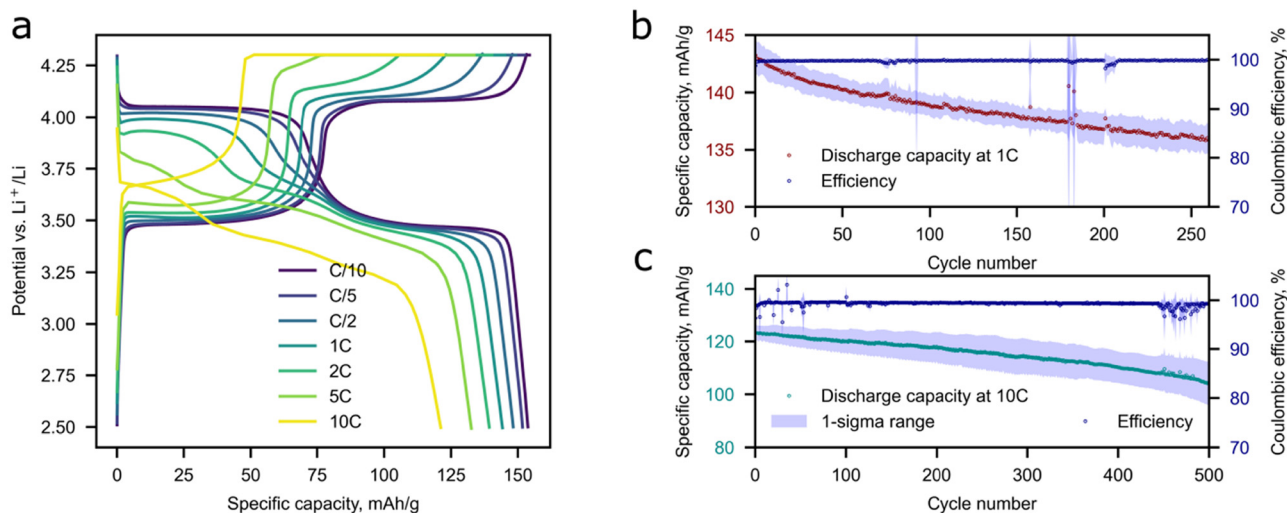 a
4.25
4.00
3.75
3.50
3.25
3.00
2.75
2.50
Potential vs. Li⁺/Li
C/10
C/5
C/2
1C
2C
5C
10C
0
25
50
75
100
125
150
Specific capacity, mAh/g
b
145
140
135
130
Specific capacity, mAh/g
Discharge capacity at 1C
Efficiency
100
90
80
70
Coulombic efficiency, %
0
50
100
150
200
250
Cycle number
c
140
120
100
80
Specific capacity, mAh/g
Discharge capacity at 10C
1-sigma range
Efficiency
100
90
80
70
Coulombic efficiency, %
0
100
200
300
400
500
Cycle number